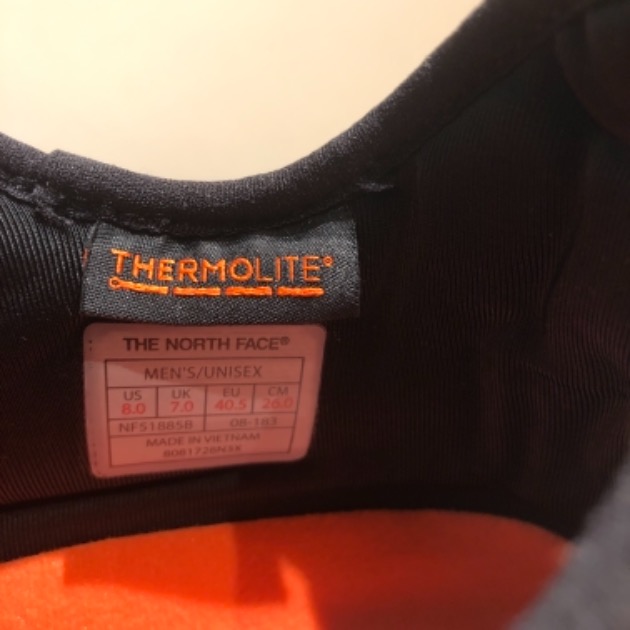 THERMOLITE®
THE NORTH FACE®
MEN'S/UNISEX
US UK EU CM
8.0 7.0 40.5 26.0
NF51885B 08-183
MADE IN VIETNAM